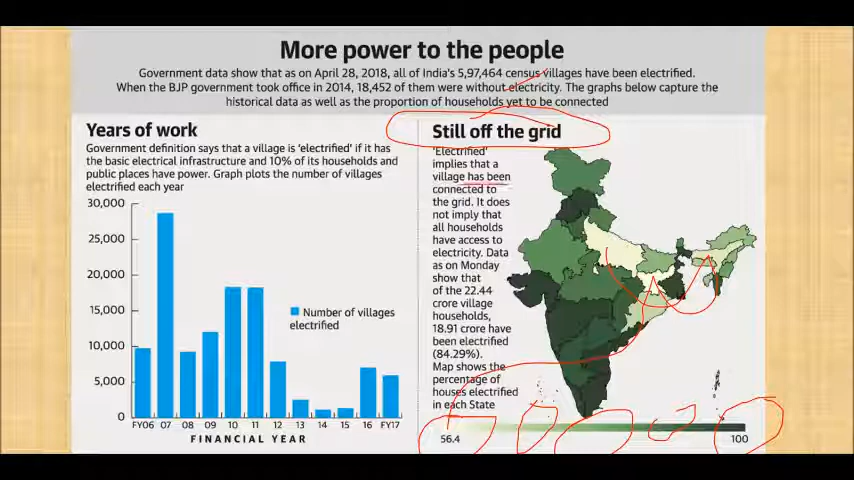 More power to the people
Government data show that as on April 28, 2018, all of India's 5,97,464 census villages have been electrified.
When the BJP government took office in 2014, 18,452 of them were without electricity. The graphs below capture the
historical data as well as the proportion of households yet to be connected
Years of work
Government definition says that a village is 'electrified' if it has
the basic electrical infrastructure and 10% of its households and
public places have power. Graph plots the number of villages
electrified each year
30,000
25,000
20,000
15,000
10,000
5,000
0
Number of villages
electrified
FY06 07 08 09 10 11 12 13 14 15 16 FY17
FINANCIAL YEAR
Still off the grid
'Electrified'
implies that a
village has been
connected to
the grid. It does
not imply that
all households
have access to
electricity. Data
as on Monday
show that
of the 22.44
crore village
households,
18.91 crore have
been electrified
(84.29%).
Map shows the
percentage of
houses electrified
in each State
56.4 100